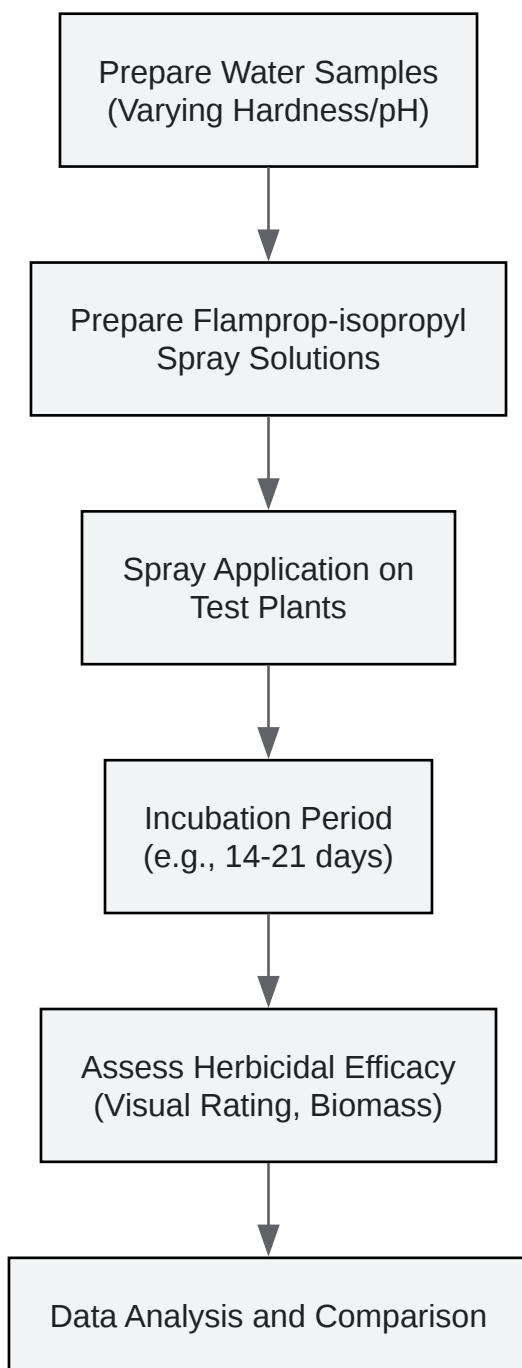 Prepare Water Samples
(Varying Hardness/pH)
Prepare Flamprop-isopropyl
Spray Solutions
Spray Application on
Test Plants
Incubation Period
(e.g., 14-21 days)
Assess Herbicidal Efficacy
(Visual Rating, Biomass)
Data Analysis and Comparison